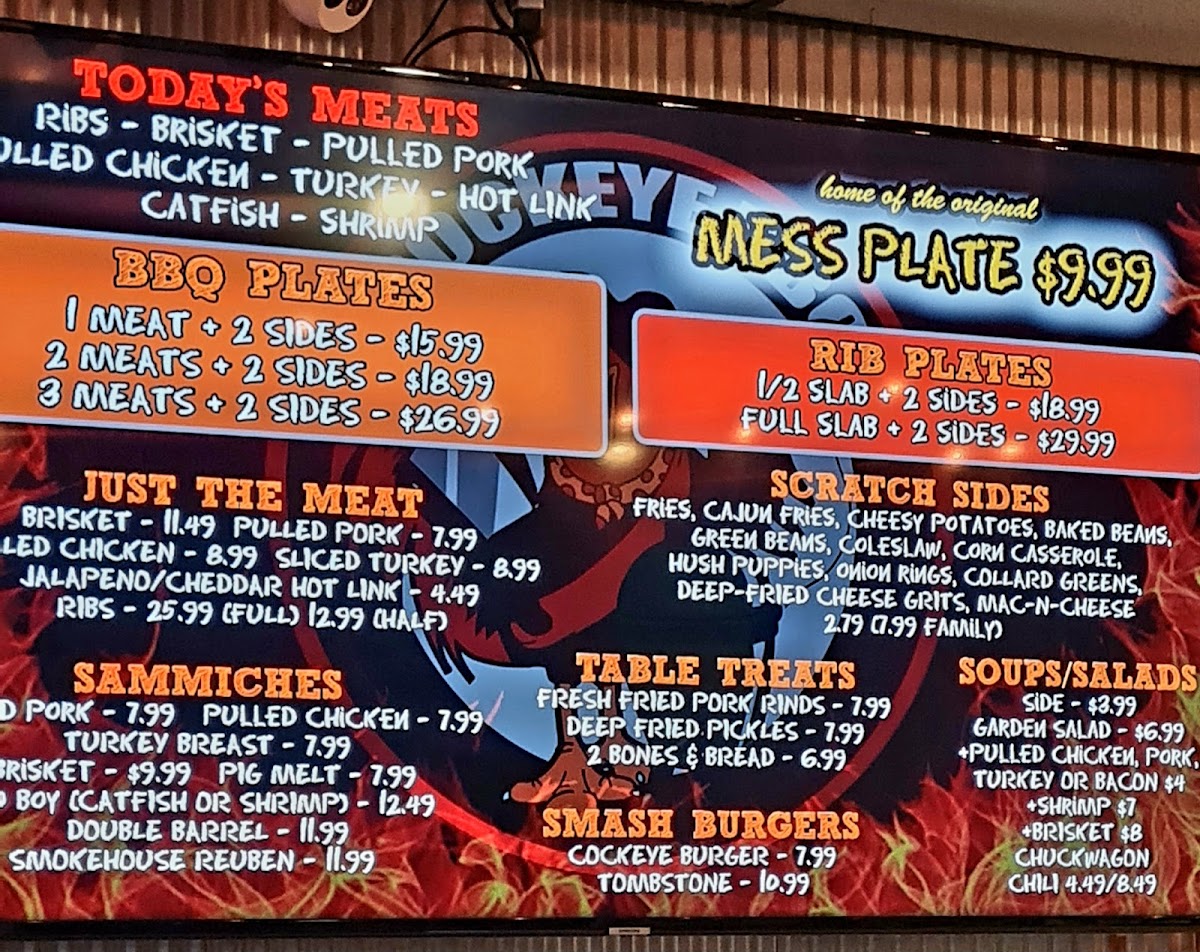 TODAY'S MEATS
RIBS - BRISKET - PULLED PORK
ULLED CHICKEN - TURKEY - HOT LINK
CATFISH - SHRIMP
OCKEYE
home of the original
MESS PLATE $9.99
BBQ PLATES
1 MEAT + 2 SIDES - $15.99
2 MEATS + 2 SIDES - $18.99
3 MEATS + 2 SIDES - $26.99
RIB PLATES
1/2 SLAB + 2 SIDES - $18.99
FULL SLAB + 2 SIDES - $29.99
JUST THE MEAT
BRISKET - 11.49 PULLED PORK - 7.99
LED CHICKEN - 8.99 SLICED TURKEY - 8.99
JALAPENO/CHEDDAR HOT LINK - 4.49
RIBS - 25.99 (FULL) 12.99 (HALF)
SCRATCH SIDES
FRIES, CAJUN FRIES, CHEESY POTATOES, BAKED BEANS,
GREEN BEANS, COLESLAW, CORN CASSEROLE,
HUSH PUPPIES, ONION RINGS, COLLARD GREENS,
DEEP-FRIED CHEESE GRITS, MAC-N-CHEESE
2.79 (7.99 FAMILY)
SAMMICHES
D PORK - 7.99 PULLED CHICKEN - 7.99
TURKEY BREAST - 7.99
BRISKET - $9.99 PIG MELT - 7.99
BOY (CATFISH OR SHRIMP) - 12.49
DOUBLE BARREL - 11.99
SMOKEHOUSE REUBEN - 11.99
TABLE TREATS
FRESH FRIED PORK RINDS - 7.99
DEEP FRIED PICKLES - 7.99
2 BONES & BREAD - 6.99
SMASH BURGERS
COCKEYE BURGER - 7.99
TOMBSTONE - 10.99
SOUPS/SALADS
SIDE - $3.99
GARDEN SALAD - $6.99
+PULLED CHICKEN, PORK,
TURKEY OR BACON $4
+SHRIMP $7
+BRISKET $8
CHUCKWAGON
CHILI 4.49/8.49
SAMSUNG